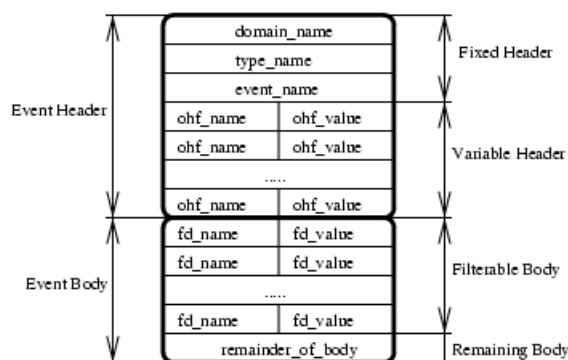 domain_name
type_name
Fixed Header
event_name
Event Header
ohf_name ohf_value
ohf_name ohf_value
Variable Header
.....
ohf_name ohf_value
fd_name fd_value
fd_name fd_value
Filterable Body
Event Body
.....
fd_name fd_value
remainder_of_body
Remaining Body